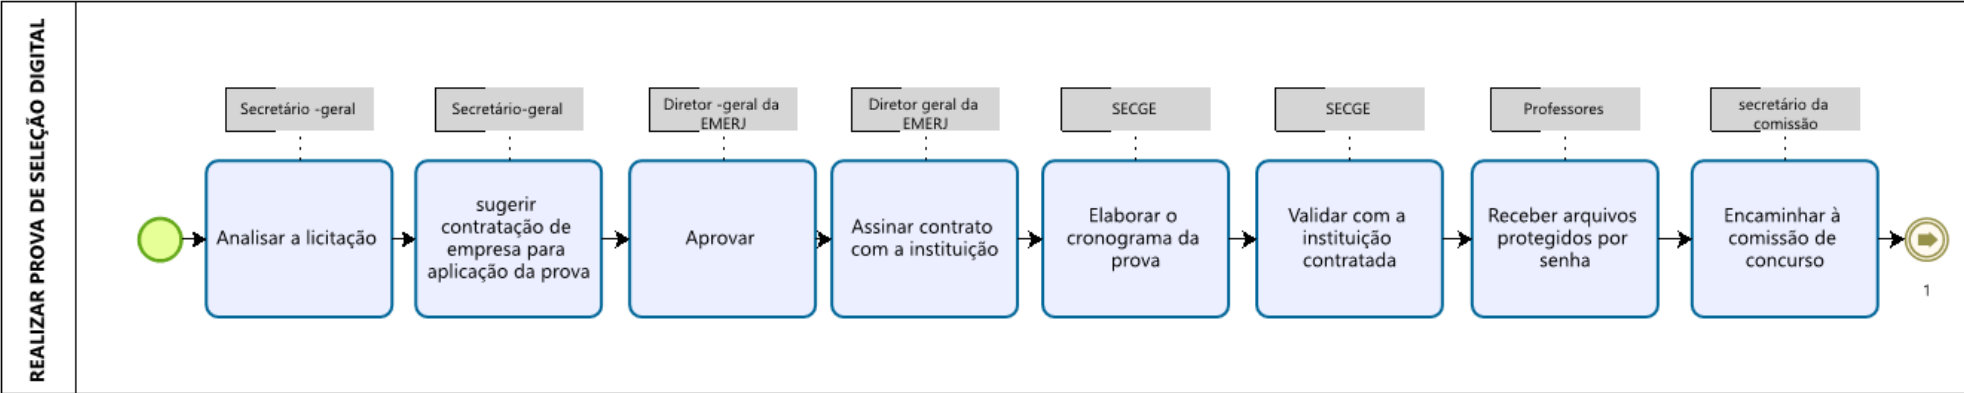 REALIZAR PROVA DE SELEÇÃO DIGITAL
Secretário -geral
Analisar a licitação
Secretário-geral
sugerir
contratação de
empresa para
aplicação da prova
Diretor -geral da
EMERJ
Aprovar
Diretor geral da
EMERJ
Assinar contrato
com a instituição
SECGE
Elaborar o
cronograma da
prova
SECGE
Validar com a
instituição
contratada
Professores
Receber arquivos
protegidos por
senha
secretário da
comissão
Encaminhar à
comissão de
concurso
1